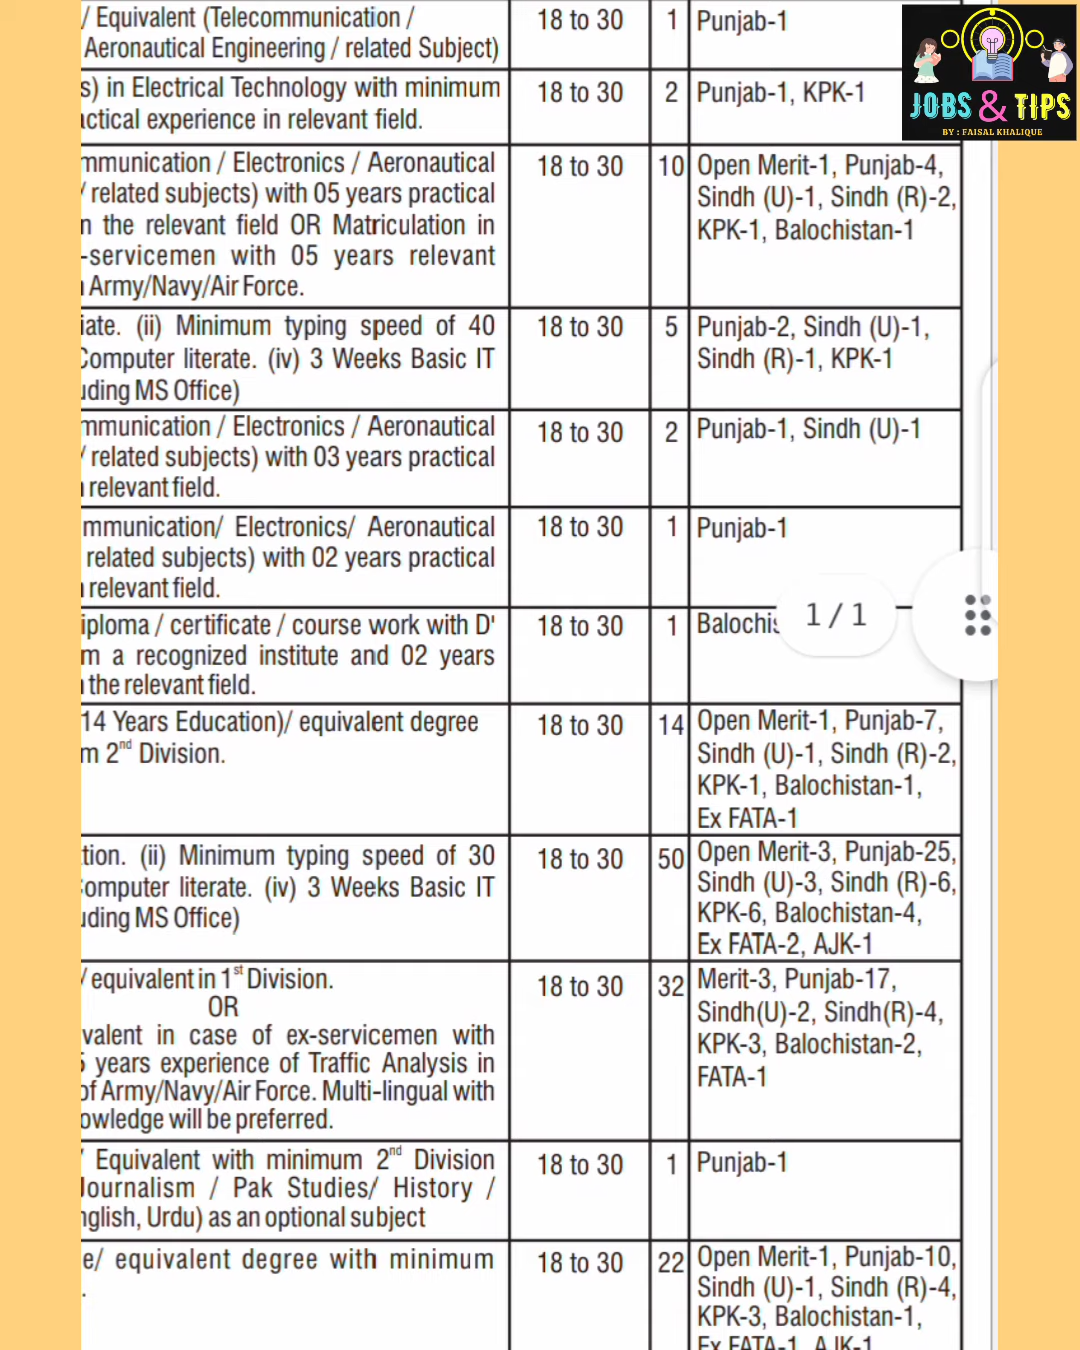 / Equivalent (Telecommunication /
Aeronautical Engineering / related Subject)
18 to 30
1
Punjab-1
s) in Electrical Technology with minimum
actical experience in relevant field.
18 to 30
2
Punjab-1, KPK-1
mmunication / Electronics / Aeronautical
/ related subjects) with 05 years practical
n the relevant field OR Matriculation in
-servicemen with 05 years relevant
Army/Navy/Air Force.
18 to 30
10
Open Merit-1, Punjab-4,
Sindh (U)-1, Sindh (R)-2,
KPK-1, Balochistan-1
iate. (ii) Minimum typing speed of 40
Computer literate. (iv) 3 Weeks Basic IT
uding MS Office)
18 to 30
5
Punjab-2, Sindh (U)-1,
Sindh (R)-1, KPK-1
mmunication / Electronics / Aeronautical
/ related subjects) with 03 years practical
relevant field.
18 to 30
2
Punjab-1, Sindh (U)-1
mmunication/ Electronics/ Aeronautical
related subjects) with 02 years practical
relevant field.
18 to 30
1
Punjab-1
iploma / certificate / course work with D'
m a recognized institute and 02 years
the relevant field.
18 to 30
1
Balochis
1 / 1
14 Years Education)/ equivalent degree
m 2nd Division.
18 to 30
14
Open Merit-1, Punjab-7,
Sindh (U)-1, Sindh (R)-2,
KPK-1, Balochistan-1,
Ex FATA-1
tion. (ii) Minimum typing speed of 30
omputer literate. (iv) 3 Weeks Basic IT
uding MS Office)
18 to 30
50
Open Merit-3, Punjab-25,
Sindh (U)-3, Sindh (R)-6,
KPK-6, Balochistan-4,
Ex FATA-2, AJK-1
/ equivalent in 1st Division.
OR
valent in case of ex-servicemen with
5 years experience of Traffic Analysis in
of Army/Navy/Air Force. Multi-lingual with
owledge will be preferred.
18 to 30
32
Merit-3, Punjab-17,
Sindh(U)-2, Sindh(R)-4,
KPK-3, Balochistan-2,
FATA-1
/ Equivalent with minimum 2nd Division
Journalism / Pak Studies/ History /
nglish, Urdu) as an optional subject
18 to 30
1
Punjab-1
e/ equivalent degree with minimum
.
18 to 30
22
Open Merit-1, Punjab-10,
Sindh (U)-1, Sindh (R)-4,
KPK-3, Balochistan-1,
Ex FATA-1, AJK-1
JOBS & TIPS
BY : FAISAL KHALIQUE